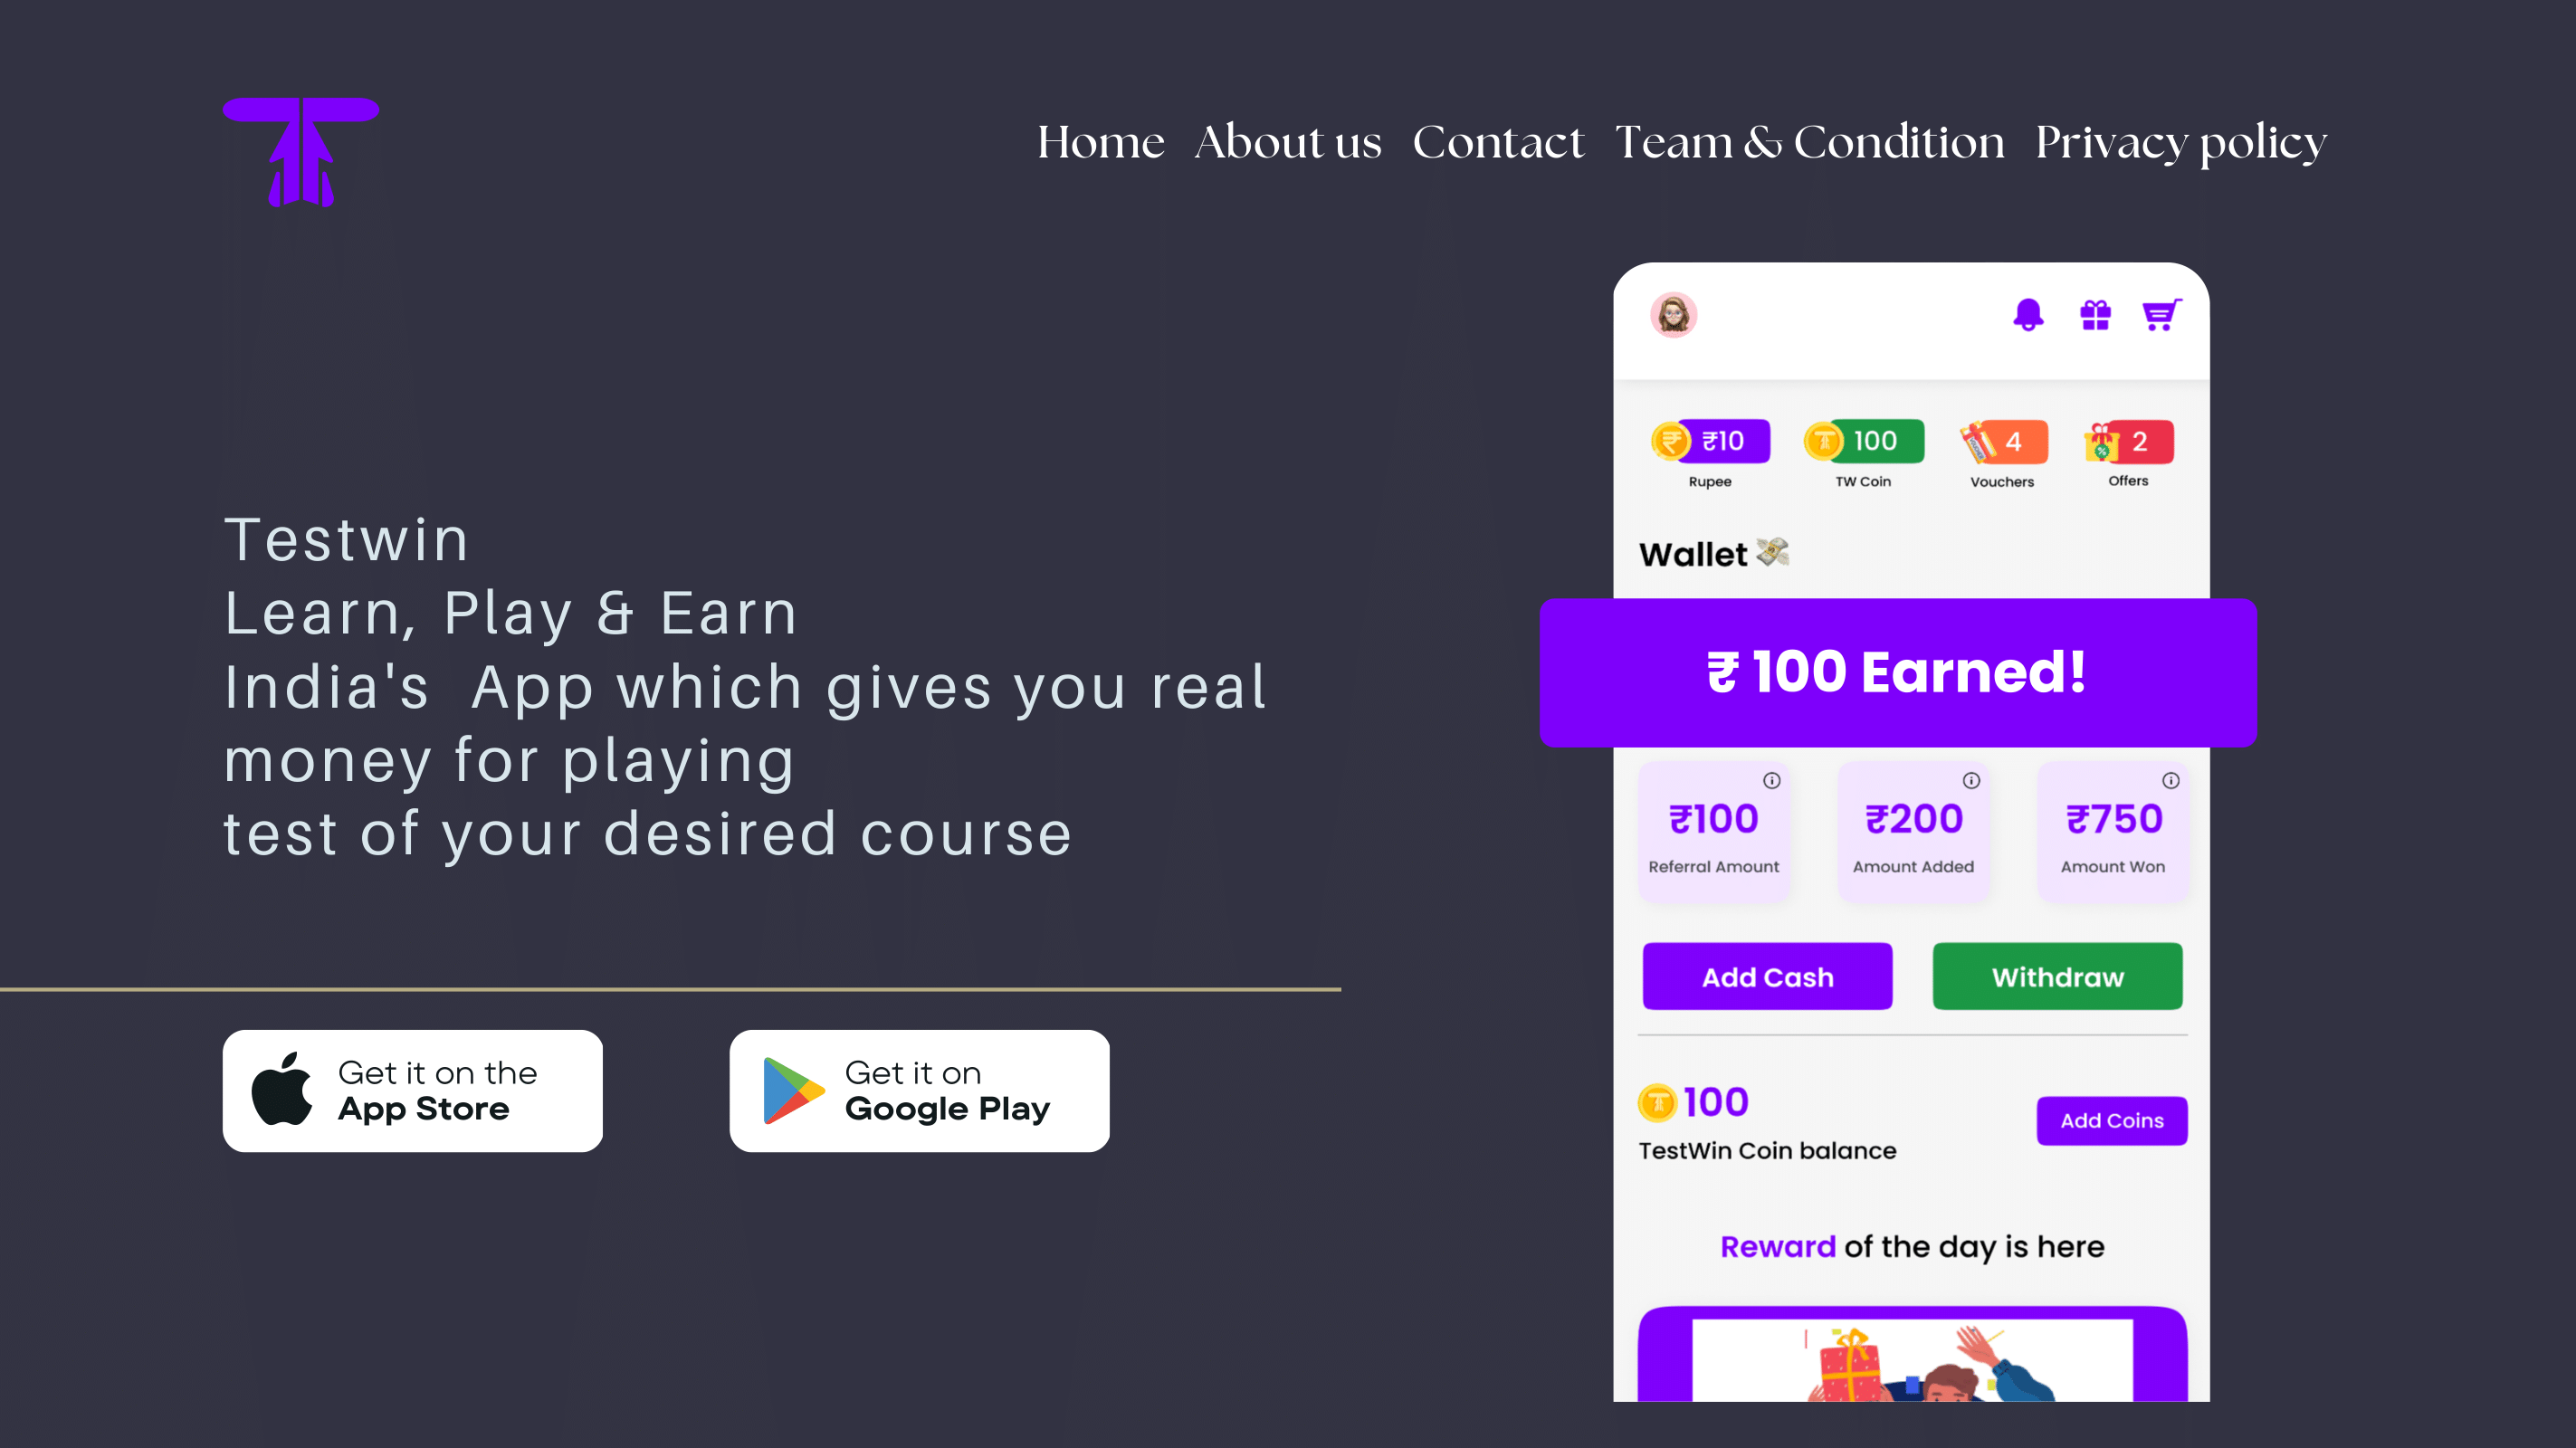 Home About us Contact Team & Condition Privacy policy
Testwin
Learn, Play & Earn
India's App which gives you real
money for playing
test of your desired course
Get it on the
App Store
Get it on
Google Play
₹10 100 4 2
Rupee TW Coin Vouchers Offers
Wallet
₹ 100 Earned!
₹100 ₹200 ₹750
Referral Amount Amount Added Amount Won
Add Cash Withdraw
100
TestWin Coin balance
Add Coins
Reward of the day is here